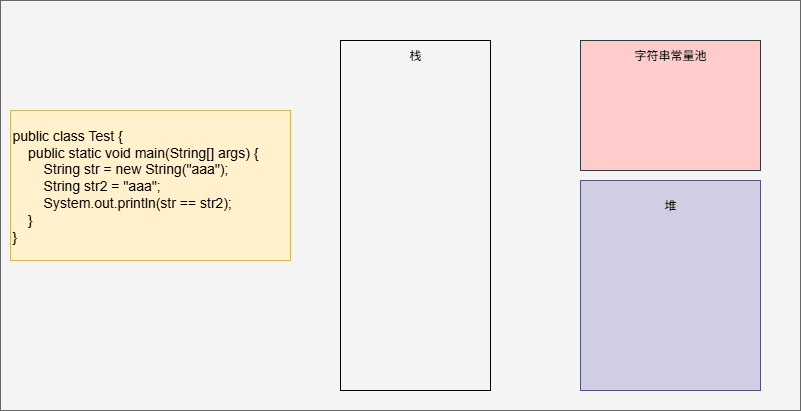 public class Test {
    public static void main(String[] args) {
        String str = new String("aaa");
        String str2 = "aaa";
        System.out.println(str == str2);
    }
}
栈
字符串常量池
堆